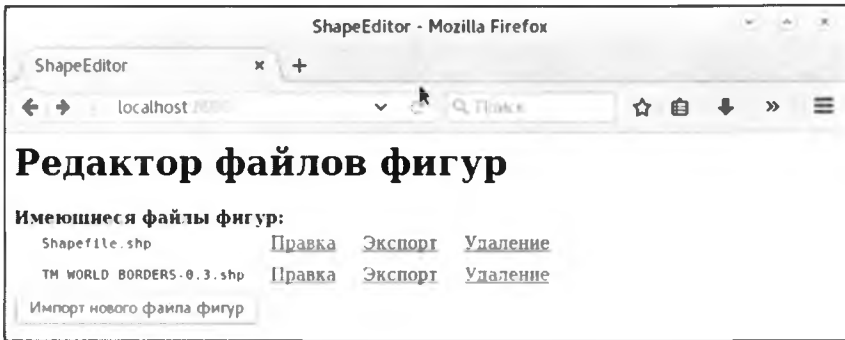 ShapeEditor - Mozilla Firefox
ShapeEditor
localhost Поиск
Редактор файлов фигур
Имеющиеся файлы фигур:
Shapefile.shp Правка Экспорт Удаление
TM WORLD BORDERS-0.3.shp Правка Экспорт Удаление
Импорт нового файла фигур